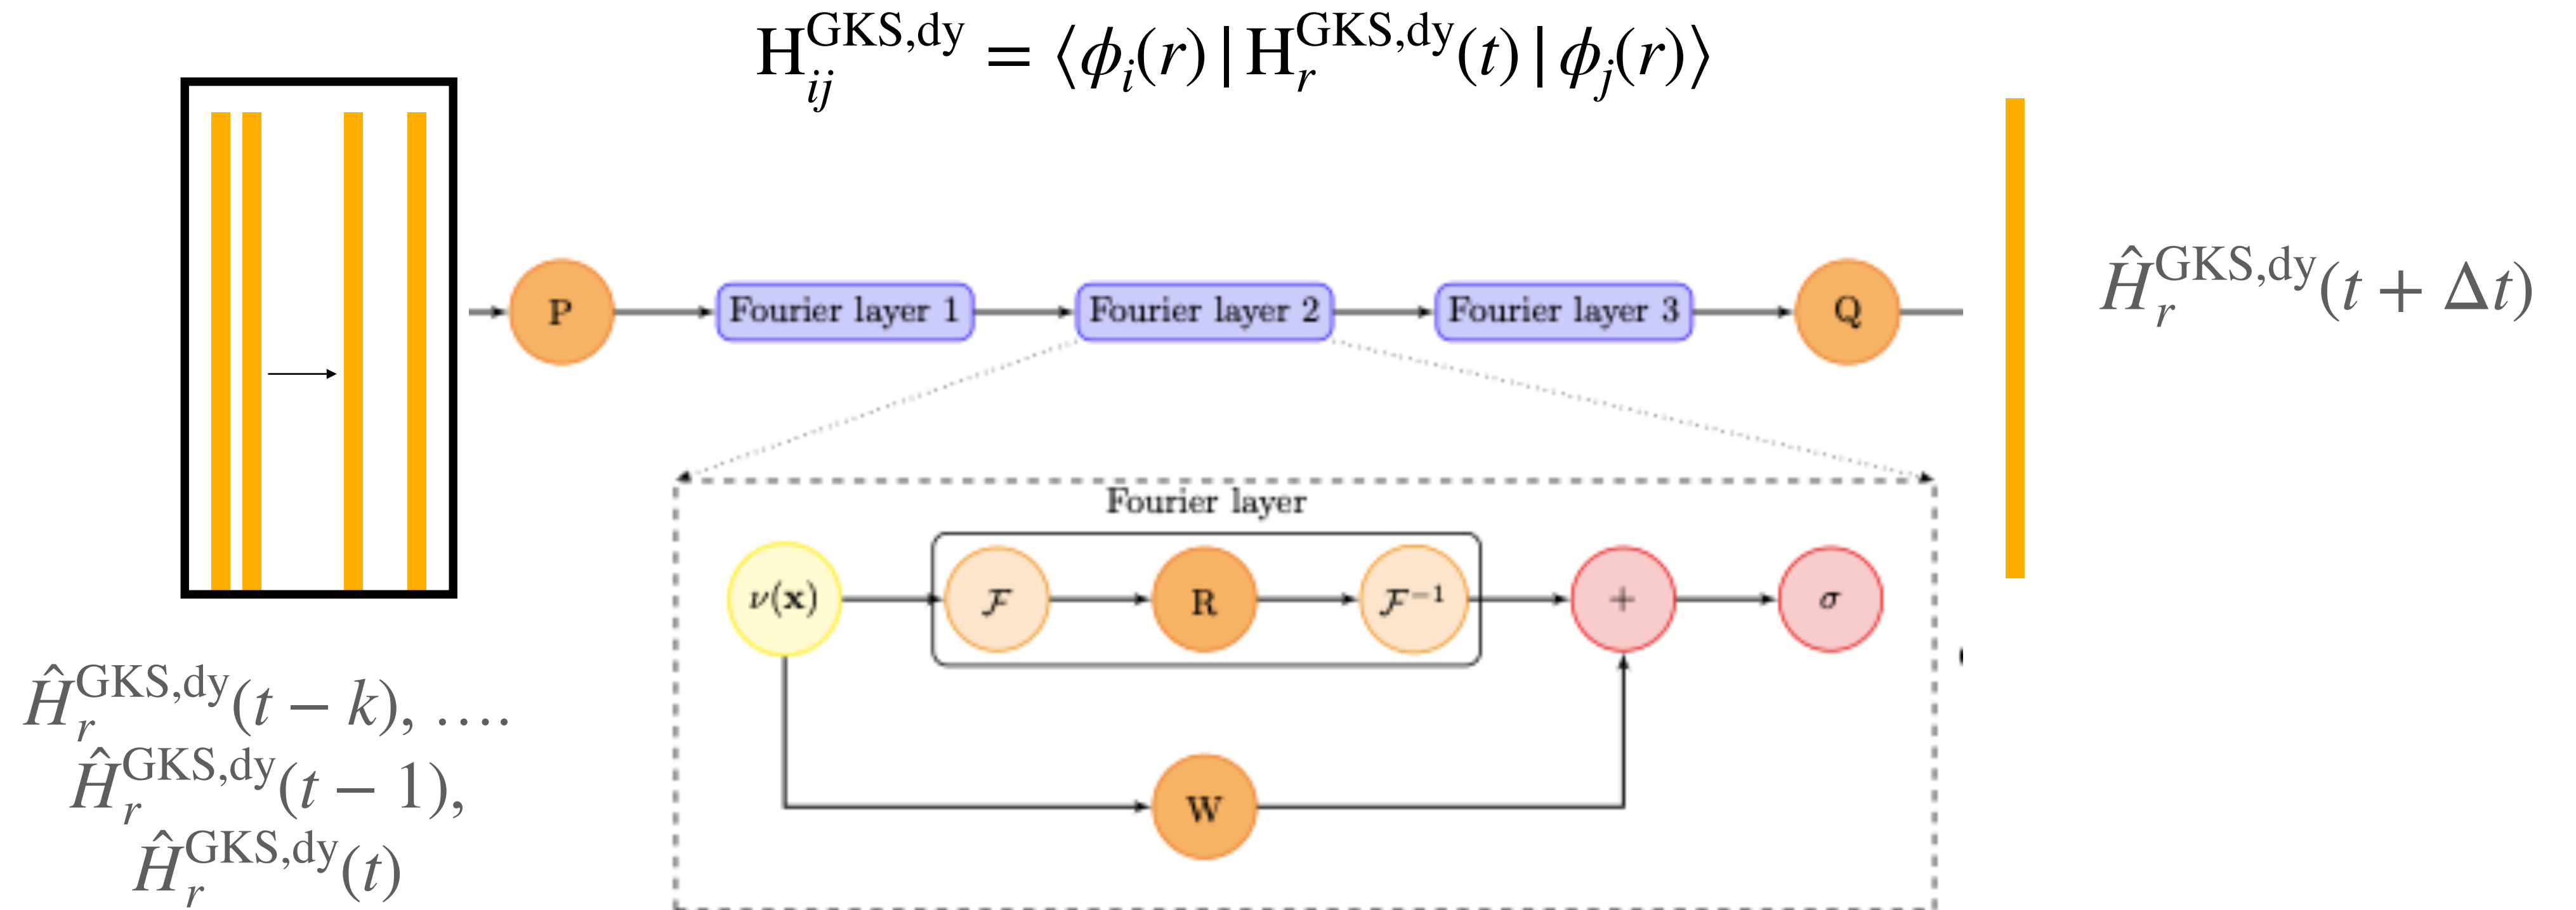 H_{ij}^{GKS,dy} = ⟨ϕ_i(r) | H_r^{GKS,dy}(t) | ϕ_j(r)⟩
P
Fourier layer 1
Fourier layer 2
Fourier layer 3
Q
Ĥ_r^{GKS,dy}(t + Δt)
Fourier layer
ν(𝐱)
ℱ
R
ℱ^{−1}
+
σ
W
Ĥ_r^{GKS,dy}(t − k), ….
Ĥ_r^{GKS,dy}(t − 1),
Ĥ_r^{GKS,dy}(t)